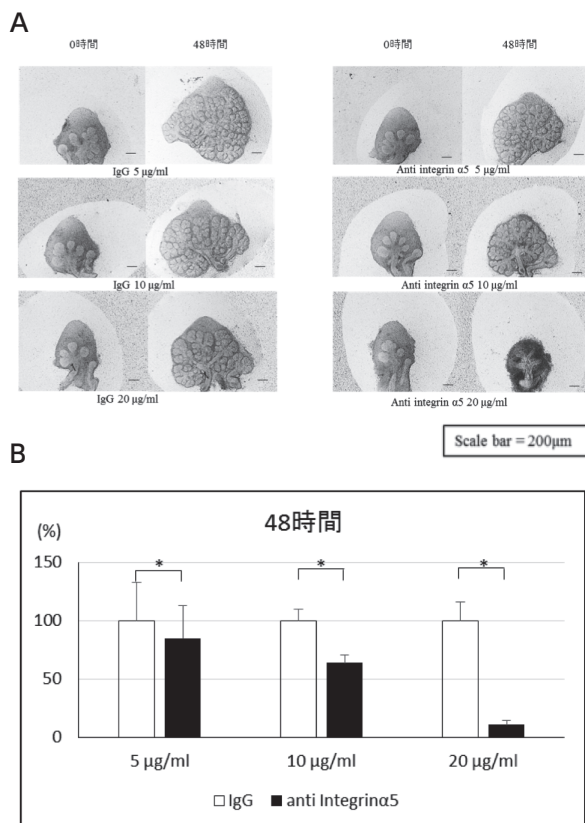 A
0時間 48時間 0時間 48時間
IgG 5 μg/ml Anti integrin α5 5 μg/ml
IgG 10 μg/ml Anti integrin α5 10 μg/ml
IgG 20 μg/ml Anti integrin α5 20 μg/ml
Scale bar = 200μm
B
48時間
(%)
150
* * *
100
50
0
5 μg/ml 10 μg/ml 20 μg/ml
IgG anti Integrinα5